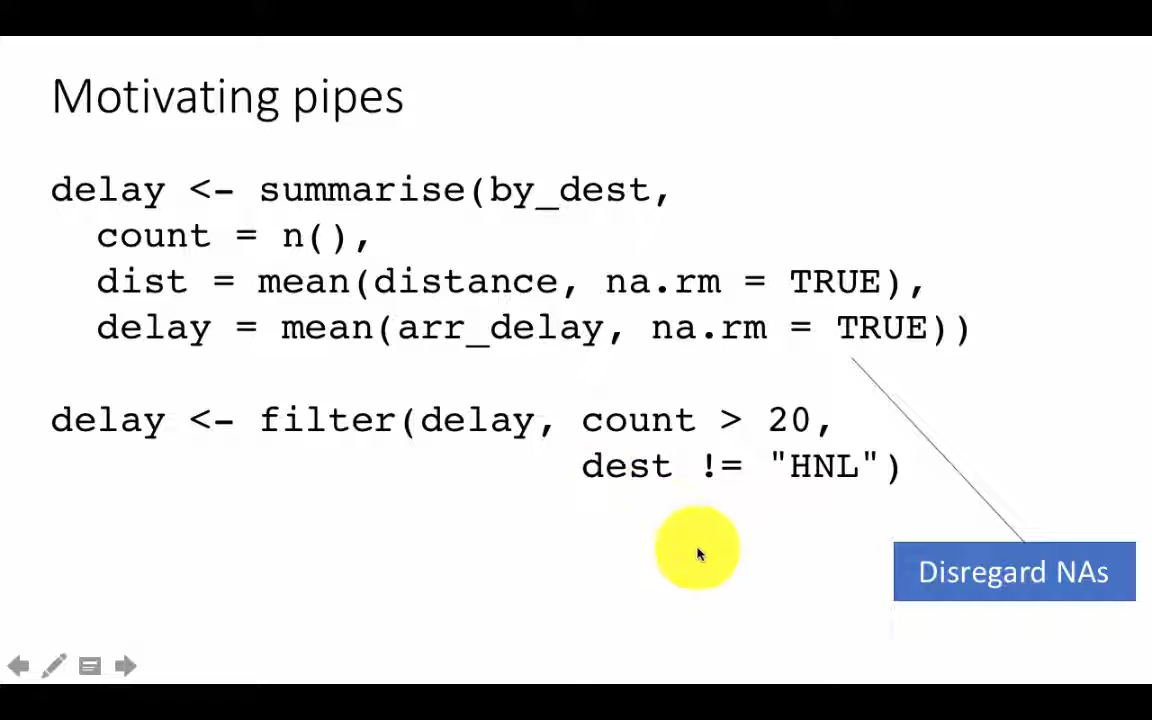 Motivating pipes
delay <- summarise(by_dest,
count = n(),
dist = mean(distance, na.rm = TRUE),
delay = mean(arr_delay, na.rm = TRUE))
delay <- filter(delay, count > 20,
dest != "HNL")
Disregard NAs